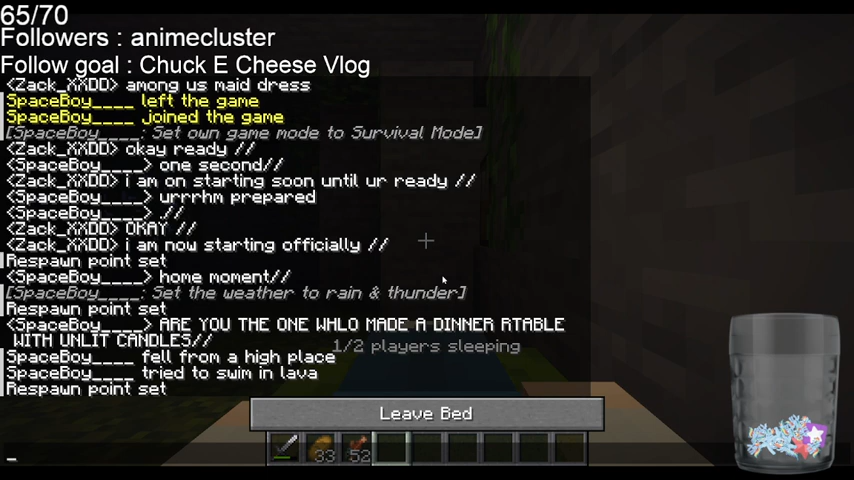 65/70
Followers : animecluster
Follow goal : Chuck E Cheese Vlog
<Zack_XXDD> among us maid dress
SpaceBoy____ left the game
SpaceBoy____ joined the game
[SpaceBoy____: Set own game mode to Survival Mode]
<Zack_XXDD> okay ready //
<SpaceBoy____> one second//
<Zack_XXDD> i am on starting soon until ur ready //
<SpaceBoy____> urrrhm prepared
<SpaceBoy____> .//
<Zack_XXDD> OKAY //
<Zack_XXDD> i am now starting officially //
Respawn point set
<SpaceBoy____> home moment//
[SpaceBoy____: Set the weather to rain & thunder]
Respawn point set
<SpaceBoy____> ARE YOU THE ONE WHLO MADE A DINNER RTABLE
WITH UNLIT CANDLES//
1/2 players sleeping
SpaceBoy____ fell from a high place
SpaceBoy____ tried to swim in lava
Respawn point set
Leave Bed
33
52
_